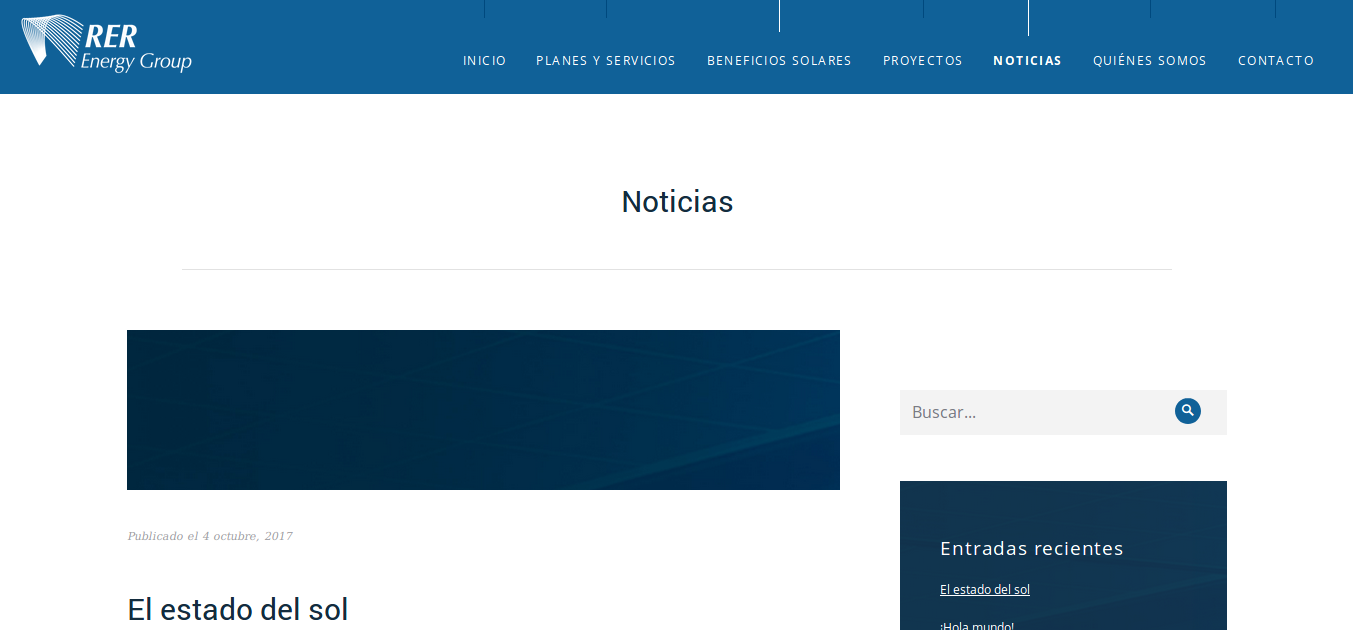 RER
Energy Group
INICIO PLANES Y SERVICIOS BENEFICIOS SOLARES PROYECTOS NOTICIAS QUIÉNES SOMOS CONTACTO
Noticias
Buscar...
Publicado el 4 octubre, 2017
El estado del sol
Entradas recientes
El estado del sol
¡Hola mundo!